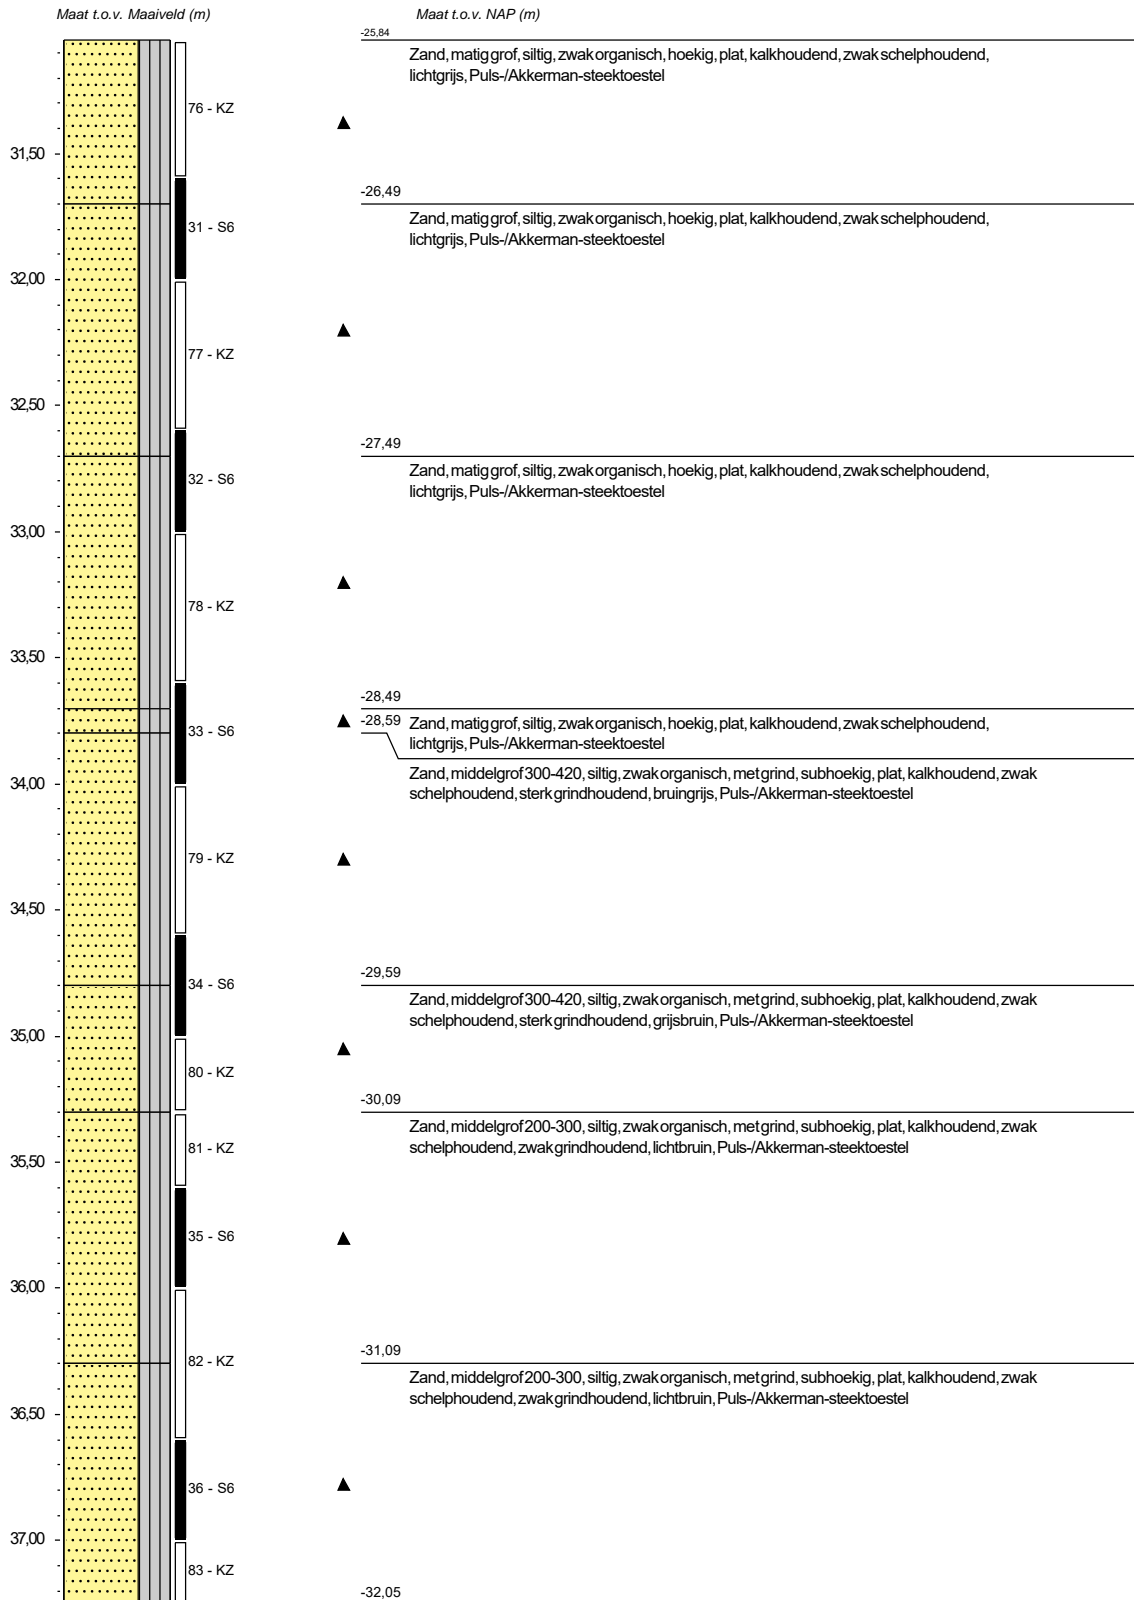 Maat t.o.v. Maaiveld (m)
Maat t.o.v. NAP (m)
-25,84
Zand, matig grof, siltig, zwak organisch, hoekig, plat, kalkhoudend, zwak schelphoudend,
lichtgrijs, Puls-/Akkerman-steektoestel
76 - KZ
31,50
-26,49
Zand, matig grof, siltig, zwak organisch, hoekig, plat, kalkhoudend, zwak schelphoudend,
lichtgrijs, Puls-/Akkerman-steektoestel
31 - S6
32,00
77 - KZ
32,50
-27,49
Zand, matig grof, siltig, zwak organisch, hoekig, plat, kalkhoudend, zwak schelphoudend,
lichtgrijs, Puls-/Akkerman-steektoestel
32 - S6
33,00
78 - KZ
33,50
-28,49
-28,59
Zand, matig grof, siltig, zwak organisch, hoekig, plat, kalkhoudend, zwak schelphoudend,
lichtgrijs, Puls-/Akkerman-steektoestel
33 - S6
Zand, middelgrof 300-420, siltig, zwak organisch, met grind, subhoekig, plat, kalkhoudend, zwak
schelphoudend, sterk grindhoudend, bruingrijs, Puls-/Akkerman-steektoestel
34,00
79 - KZ
34,50
-29,59
34 - S6
Zand, middelgrof 300-420, siltig, zwak organisch, met grind, subhoekig, plat, kalkhoudend, zwak
schelphoudend, sterk grindhoudend, grijsbruin, Puls-/Akkerman-steektoestel
35,00
80 - KZ
-30,09
Zand, middelgrof 200-300, siltig, zwak organisch, met grind, subhoekig, plat, kalkhoudend, zwak
schelphoudend, zwak grindhoudend, lichtbruin, Puls-/Akkerman-steektoestel
81 - KZ
35,50
35 - S6
36,00
-31,09
82 - KZ
Zand, middelgrof 200-300, siltig, zwak organisch, met grind, subhoekig, plat, kalkhoudend, zwak
schelphoudend, zwak grindhoudend, lichtbruin, Puls-/Akkerman-steektoestel
36,50
36 - S6
37,00
83 - KZ
-32,05